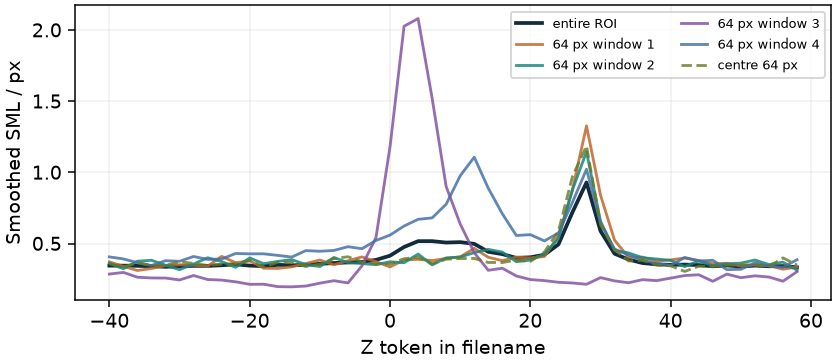 Smoothed SML / px
2.0
1.5
1.0
0.5
entire ROI
64 px window 1
64 px window 2
64 px window 3
64 px window 4
centre 64 px
−40
−20
0
20
40
60
Z token in filename